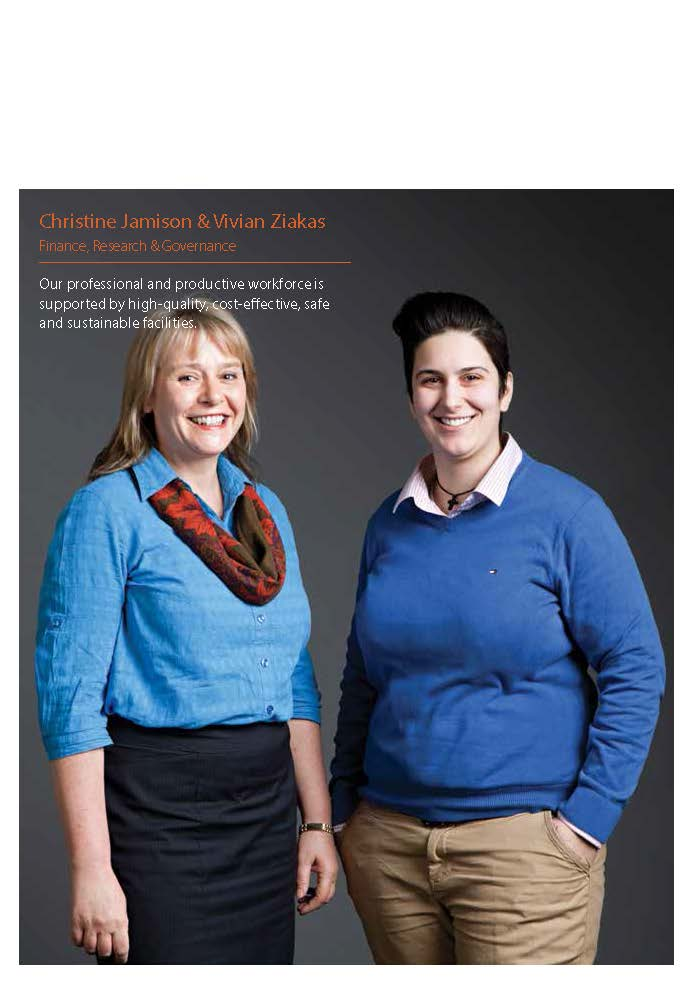 Christine Jamison & Vivian Ziakas
Finance, Research & Governance
Our professional and productive workforce is
supported by high-quality, cost-effective, safe
and sustainable facilities.